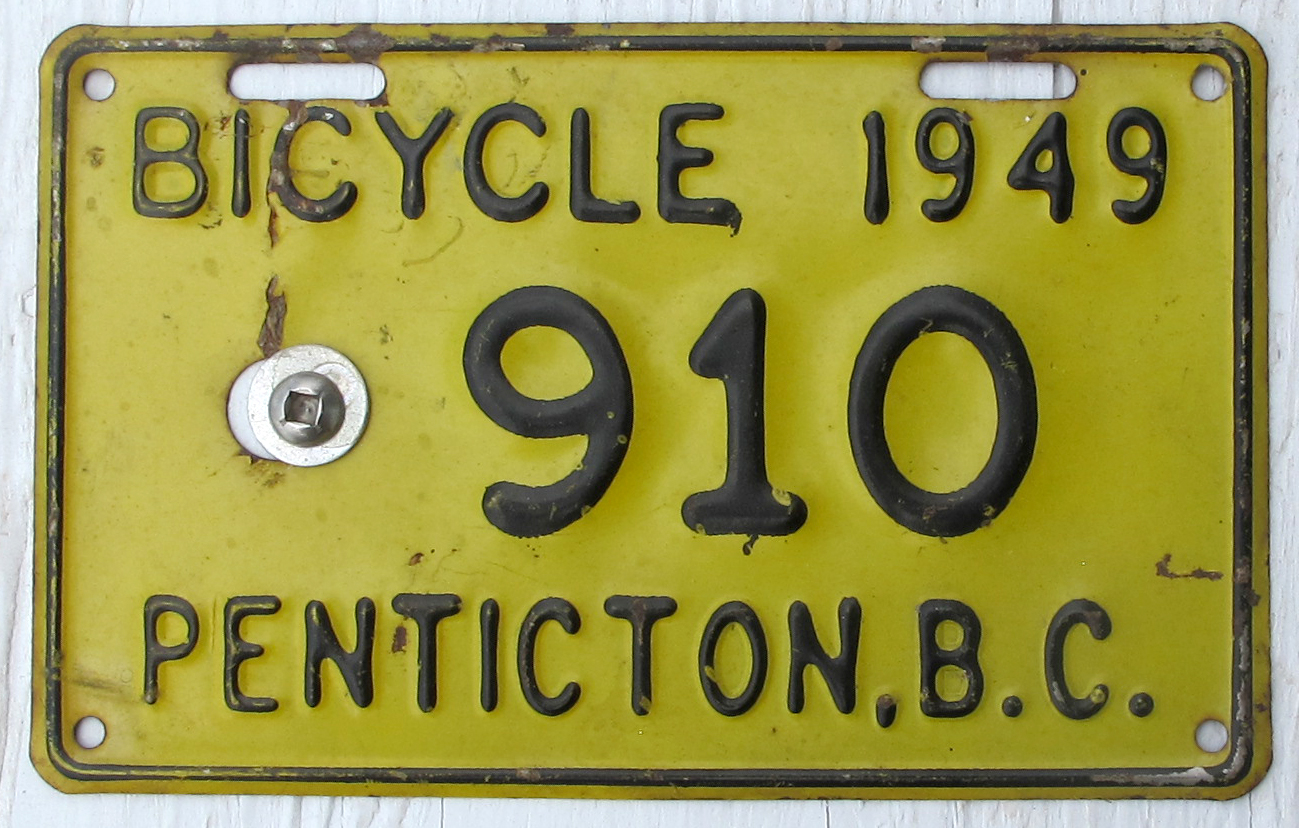 BICYCLE 1949
910
PENTICTON, B.C.